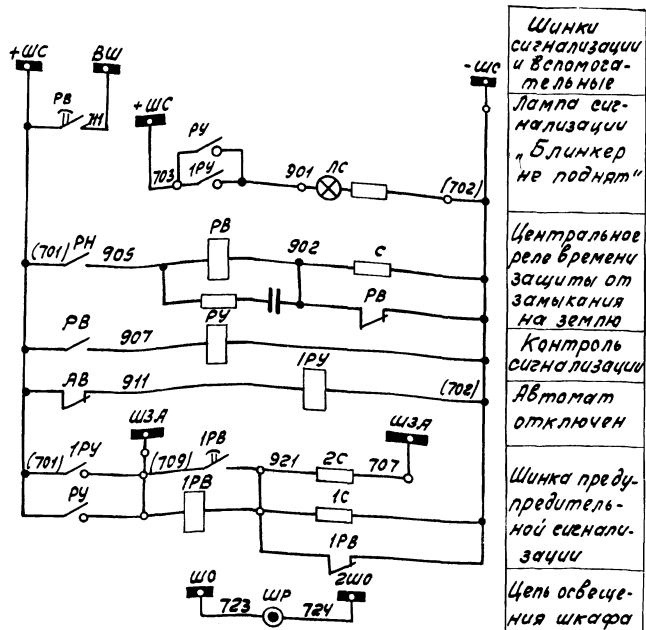 +ШС
ВШ
-ШС
РВ
Ж1
+ШС
РУ
1РУ
703
901
ЛС
(702)
(701)
РН
905
РВ
902
С
РВ
РВ
907
РУ
АВ
911
1РУ
(702)
ШЗА
ШЗА
(701)
1РУ
(709)
1РВ
921
2С
707
РУ
1РВ
1С
1РВ
ШО
723
ШР
724
2ШО
Шинки
сигнализации
и вспомога-
тельные
Лампа сиг-
нализации
„Блинкер
не поднят“
Центральное
реле времени
защиты от
замыкания
на землю
Контроль
сигнализации
Автомат
отключен
Шинка преду-
предитель-
ной сигнали-
зации
Цепь освеще-
ния шкафа